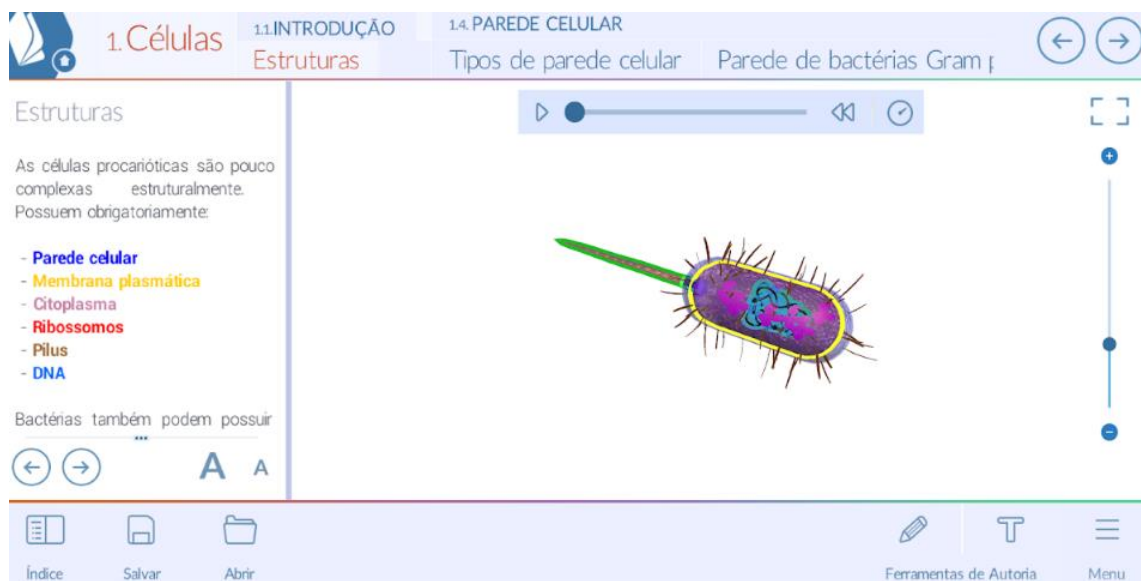 1. Células
1.1. INTRODUÇÃO
Estruturas
1.4. PAREDE CELULAR
Tipos de parede celular
Parede de bactérias Gram p
Estruturas
As células procarióticas são pouco
complexas estruturalmente.
Possuem obrigatoriamente:
- Parede celular
- Membrana plasmática
- Citoplasma
- Ribossomos
- Pilus
- DNA
Bactérias também podem possuir
A A
Índice
Salvar
Abrir
Ferramentas de Autoria
Menu